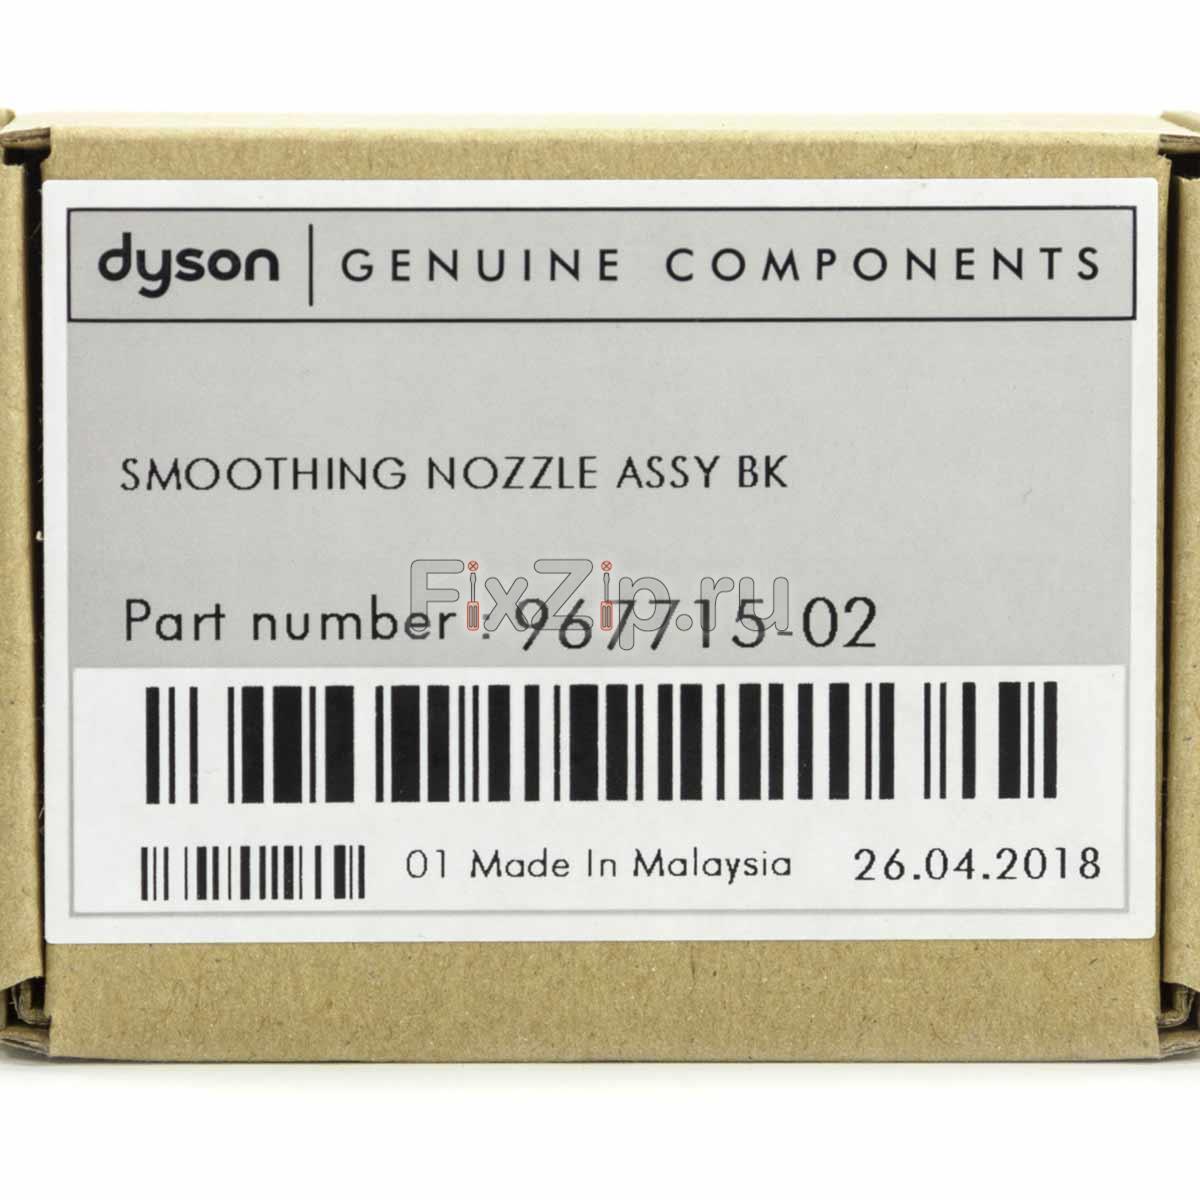 dyson | GENUINE COMPONENTS
SMOOTHING NOZZLE ASSY BK
FixZip.ru
Part number : 967715-02
01 Made In Malaysia 26.04.2018